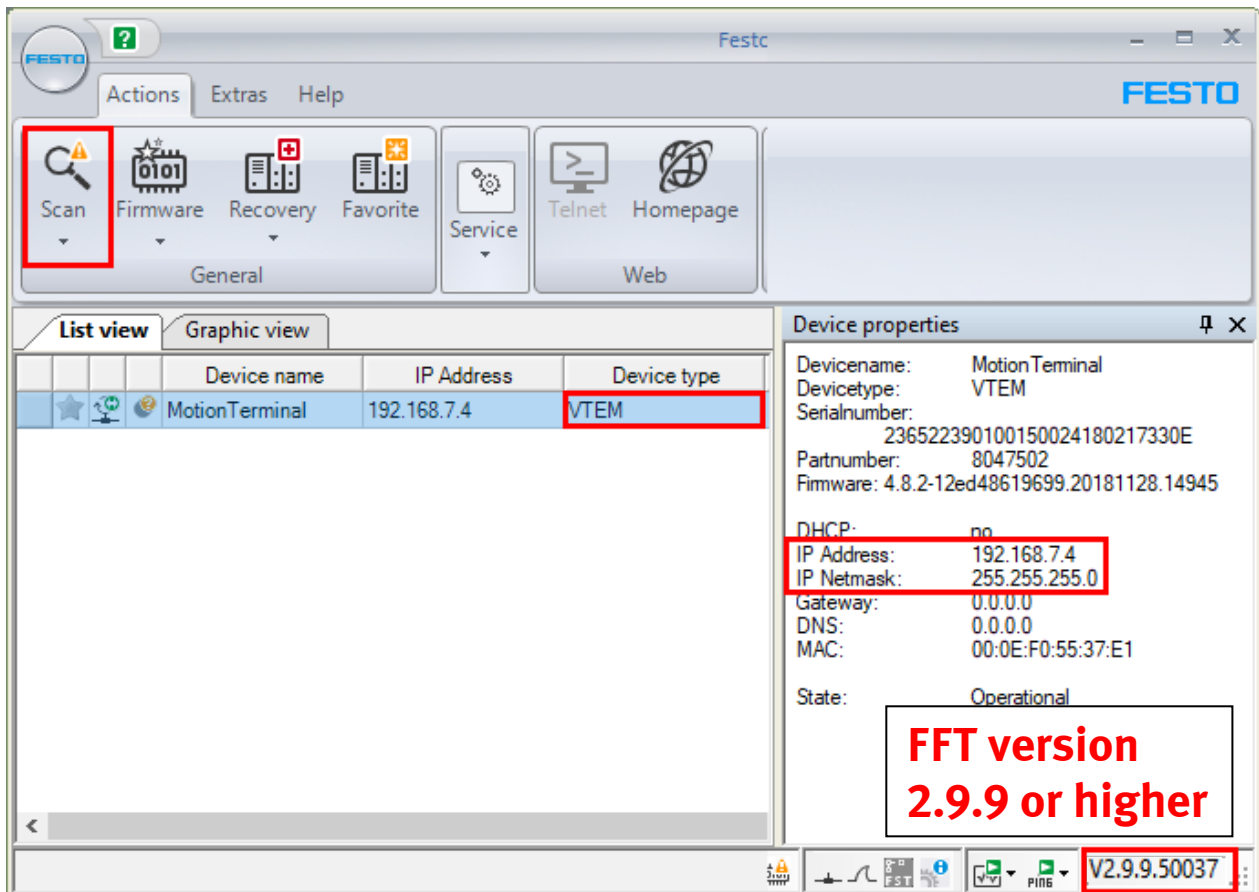 FESTO
?
Festc
Actions Extras Help
FESTO
0101
Scan Firmware Recovery Favorite
Service
Telnet Homepage
General
Web
List view Graphic view
Device properties
Device name IP Address Device type
MotionTerminal 192.168.7.4 VTEM
Devicename: MotionTerminal
Devicetype: VTEM
Serialnumber:
23652239010015002418021733​0E
Partnumber: 8047502
Firmware: 4.8.2-12ed48619699.20181128.14945
DHCP: no
IP Address: 192.168.7.4
IP Netmask: 255.255.255.0
Gateway: 0.0.0.0
DNS: 0.0.0.0
MAC: 00:0E:F0:55:37:E1
State: Operational
FFT version
2.9.9 or higher
FST
PING
V2.9.9.50037